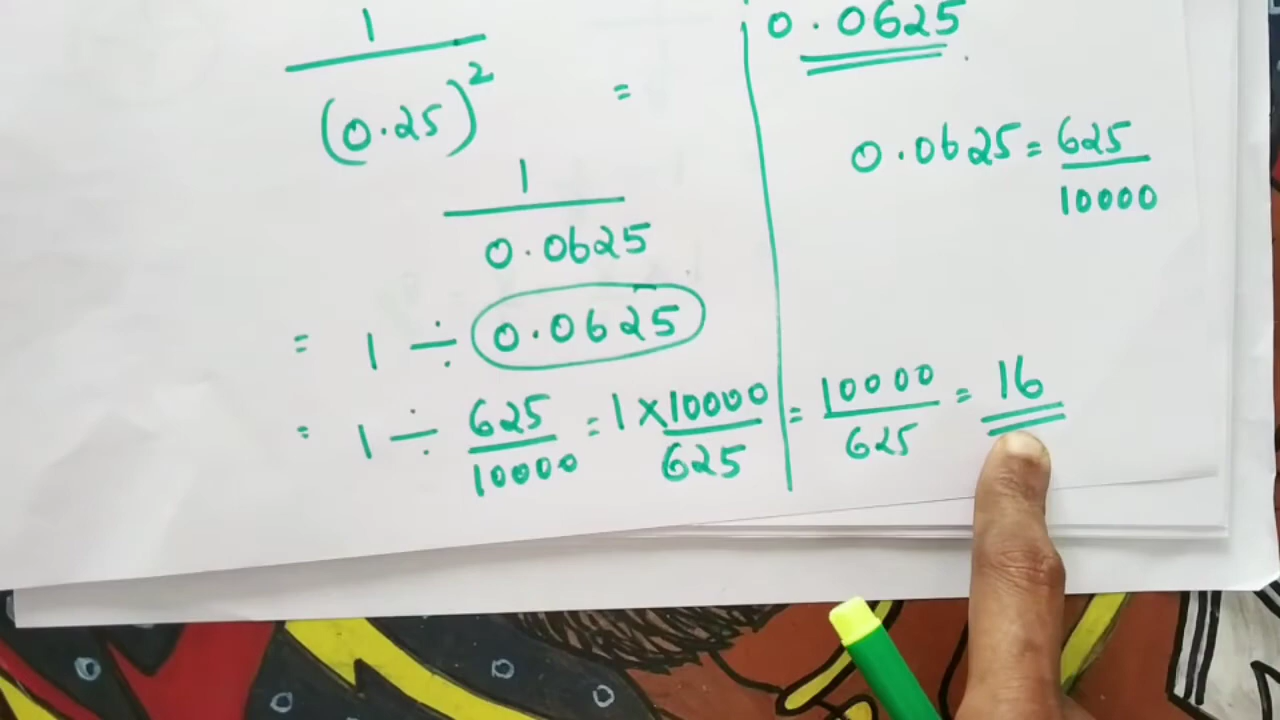 1
(0.25)²
=
1
0.0625
= 1 ÷ 0.0625
= 1 ÷ 625/10000 = 1 × 10000/625 = 10000/625 = 16
0.0625
0.0625 = 625/10000